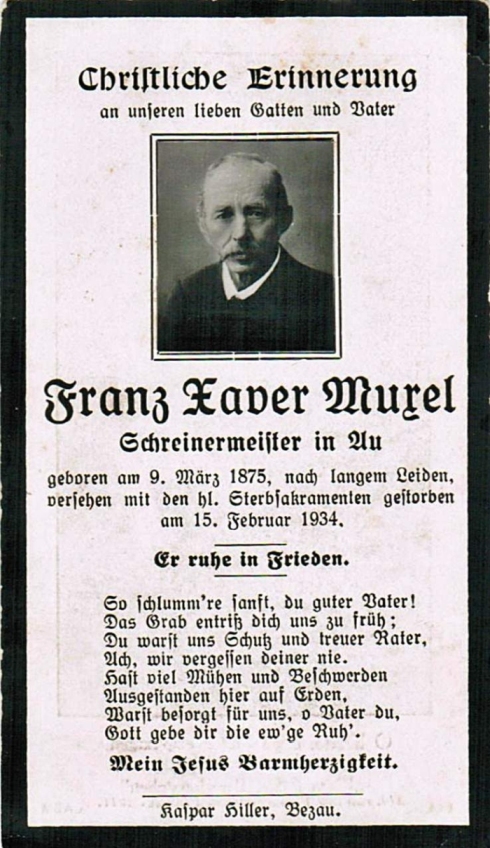 Christliche Erinnerung
an unseren lieben Gatten und Vater
Franz Xaver Muxel
Schreinermeister in Au
geboren am 9. März 1875, nach langem Leiden,
versehen mit den hl. Sterbsakramenten gestorben
am 15. Februar 1934.
Er ruhe in Frieden.
So schlumm're sanft, du guter Vater!
Das Grab entriß dich uns zu früh;
Du warst uns Schutz und treuer Rater,
Ach, wir vergessen deiner nie.
Hast viel Mühen und Beschwerden
Ausgestanden hier auf Erden,
Warst besorgt für uns, o Vater du,
Gott gebe dir die ew'ge Ruh'.
Mein Jesus Barmherzigkeit.
Kaspar Hiller, Bezau.